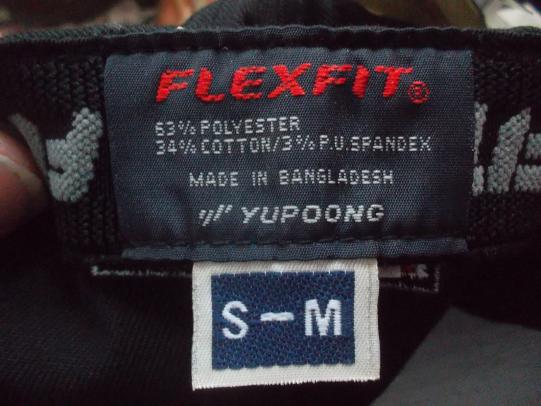 FLEXFIT®
63% POLYESTER
34% COTTON/3% P.U.SPANDEX
MADE IN BANGLADESH
YUPOONG
S-M